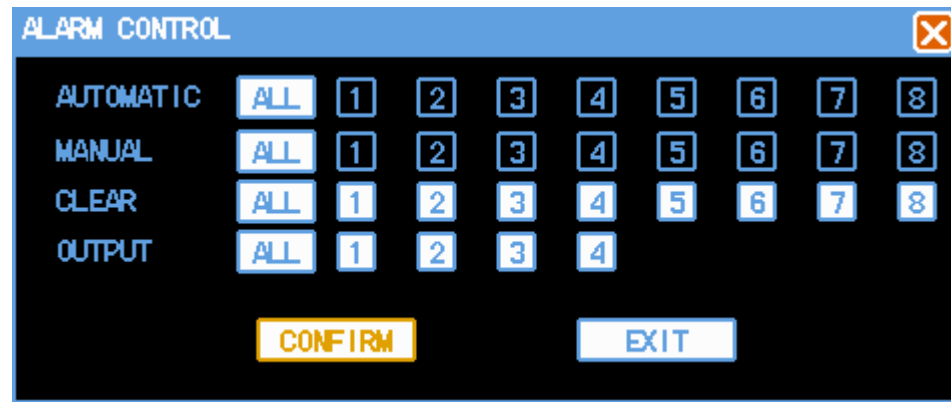 ALARM CONTROL
AUTOMATIC ALL 1 2 3 4 5 6 7 8
MANUAL ALL 1 2 3 4 5 6 7 8
CLEAR ALL 1 2 3 4 5 6 7 8
OUTPUT ALL 1 2 3 4
CONFIRM EXIT